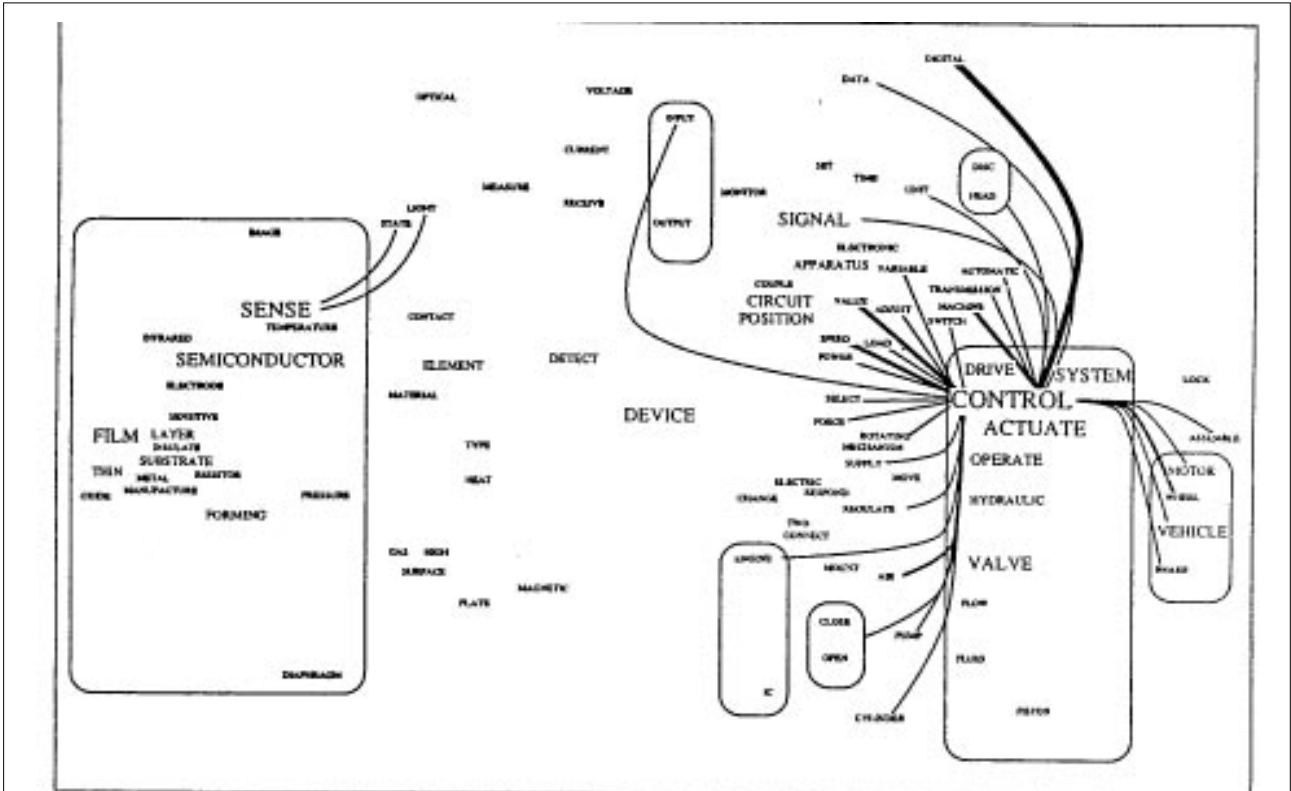 DIGITAL
DATA
OPTICAL
VOLTAGE
INPUT
CURRENT
MEASURE
MONITOR
SET
TIME
UNIT
DISC
HEAD
RECEIVE
LIGHT
STATE
OUTPUT
SIGNAL
IMAGE
ELECTRONIC
APPARATUS
VARIABLE
AUTOMATIC
COUPLE
TRANSMISSION
SENSE
CIRCUIT
VALUE
ADJUST
MACHINE
CONTACT
POSITION
SWITCH
TEMPERATURE
INFRARED
SPEED
LOAD
SEMICONDUCTOR
ELEMENT
DETECT
POWER
DRIVE
SYSTEM
LOCK
ELECTRODE
MATERIAL
SELECT
CONTROL
SENSITIVE
DEVICE
FORCE
ACTUATE
FILM
LAYER
ROTATING
ASSEMBLE
INSULATE
TYPE
MECHANISM
SUBSTRATE
SUPPLY
OPERATE
THIN
METAL
RESISTOR
HEAT
MOVE
MOTOR
MANUFACTURE
PRESSURE
ELECTRIC
RESPOND
CHANGE
HYDRAULIC
WHEEL
FORMING
REGULATE
CONNECT
VEHICLE
GAS
HIGH
ENGINE
SURFACE
MOUNT
AIR
VALVE
BRAKE
MAGNETIC
PLATE
FLOW
CLOSE
PUMP
OPEN
FLUID
DIAPHRAGM
IC
CYLINDER
PISTON